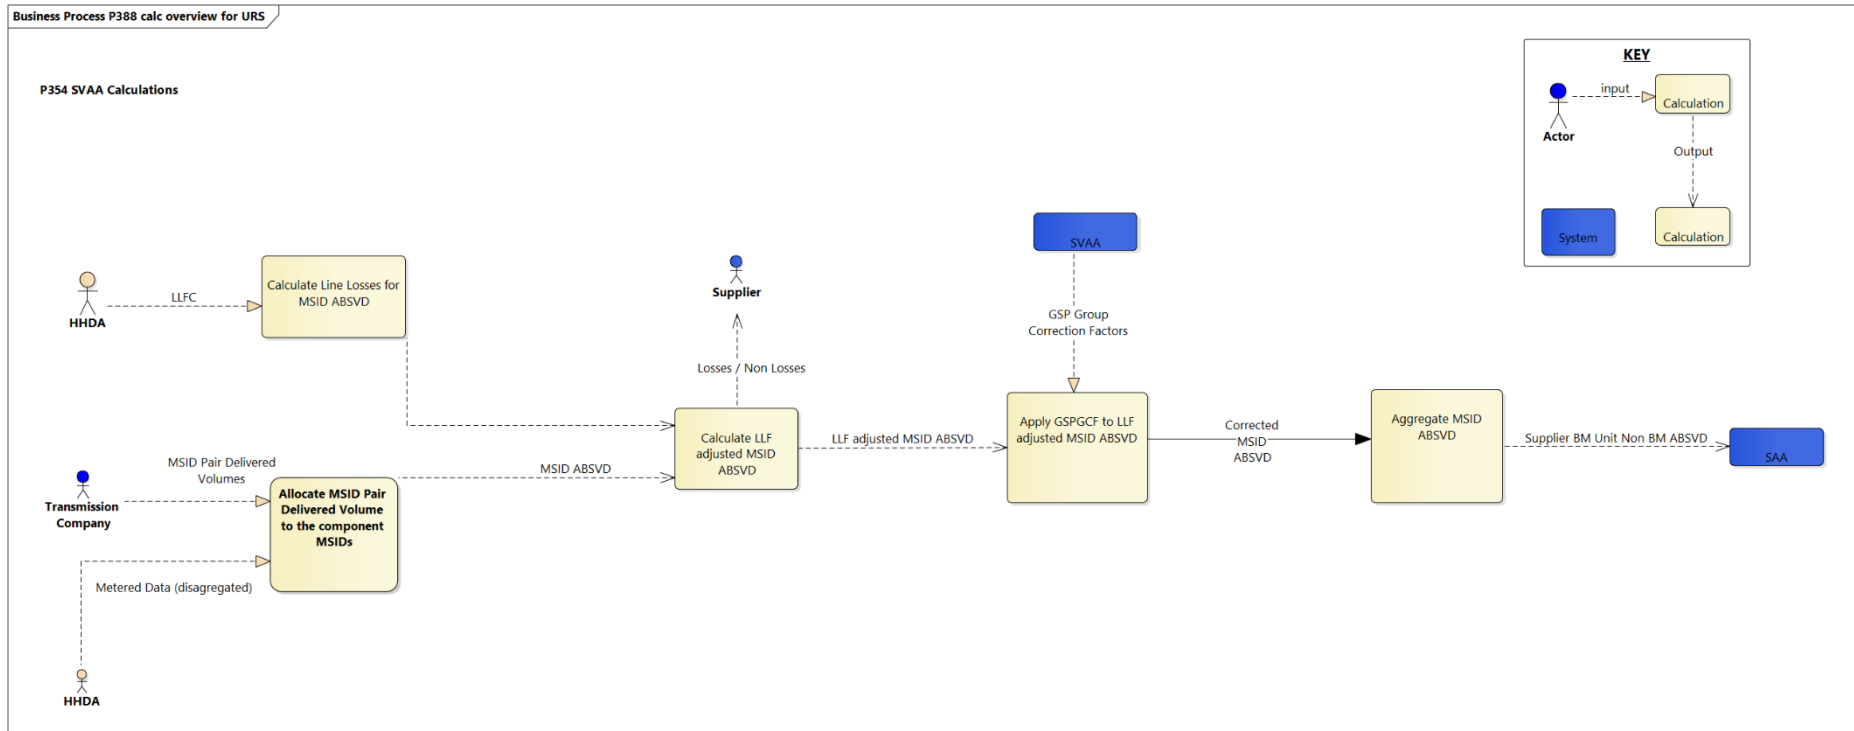 Business Process P388 calc overview for URS
P354 SVAA Calculations
KEY
input
Calculation
Actor
Output
System
Calculation
SVAA
GSP Group
Correction Factors
Supplier
Losses / Non Losses
HHDA
LLFC
Calculate Line Losses for
MSID ABSVD
Transmission
Company
MSID Pair Delivered
Volumes
Allocate MSID Pair
Delivered Volume
to the component
MSIDs
MSID ABSVD
Metered Data (disagregated)
HHDA
Calculate LLF
adjusted MSID
ABSVD
LLF adjusted MSID ABSVD
Apply GSPGCF to LLF
adjusted MSID ABSVD
Corrected
MSID
ABSVD
Aggregate MSID
ABSVD
Supplier BM Unit Non BM ABSVD
SAA